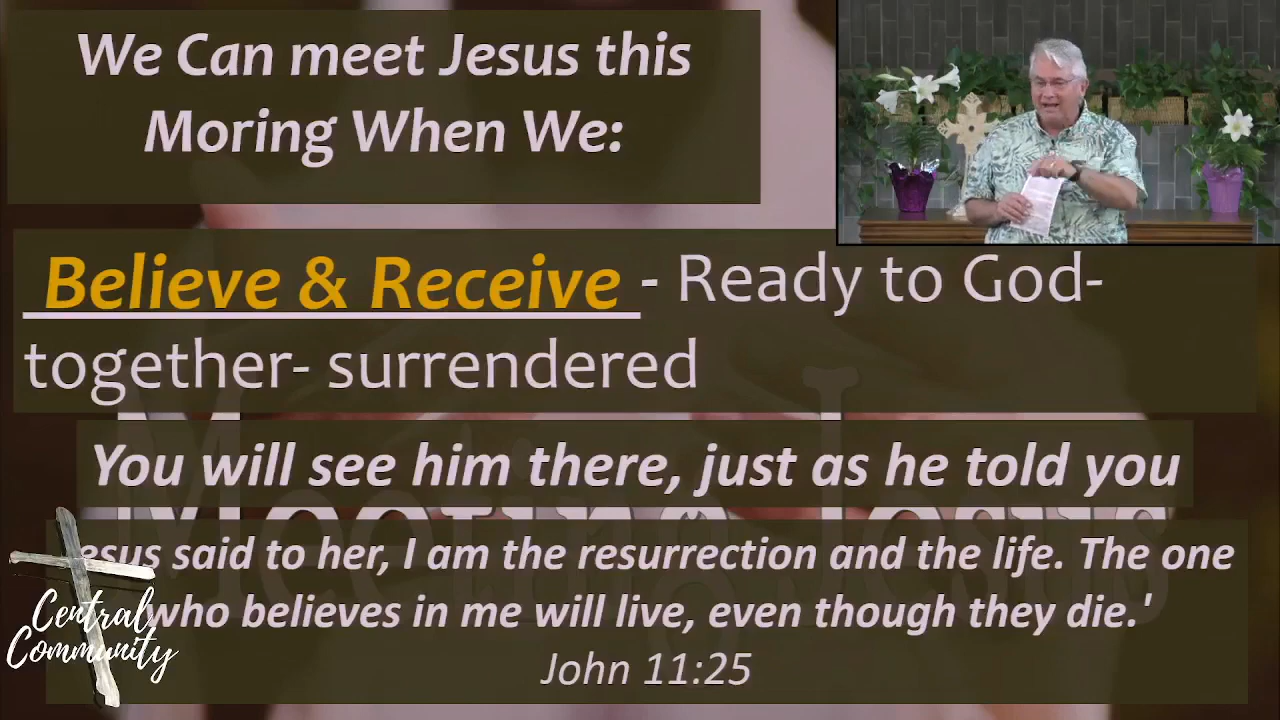 We Can meet Jesus this
Moring When We:
Believe & Receive - Ready to God-
together- surrendered
You will see him there, just as he told you
Meeting Jesus
esus said to her, I am the resurrection and the life. The one
who believes in me will live, even though they die.'
John 11:25
Central
Community